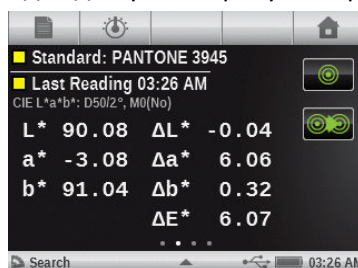 Standard: PANTONE 3945
Last Reading 03:26 AM
CIE L*a*b*: D50/2°, M0(No)
L* 90.08 ΔL* -0.04
a* -3.08 Δa* 6.06
b* 91.04 Δb* 0.32
ΔE* 6.07
Search 03:26 AM